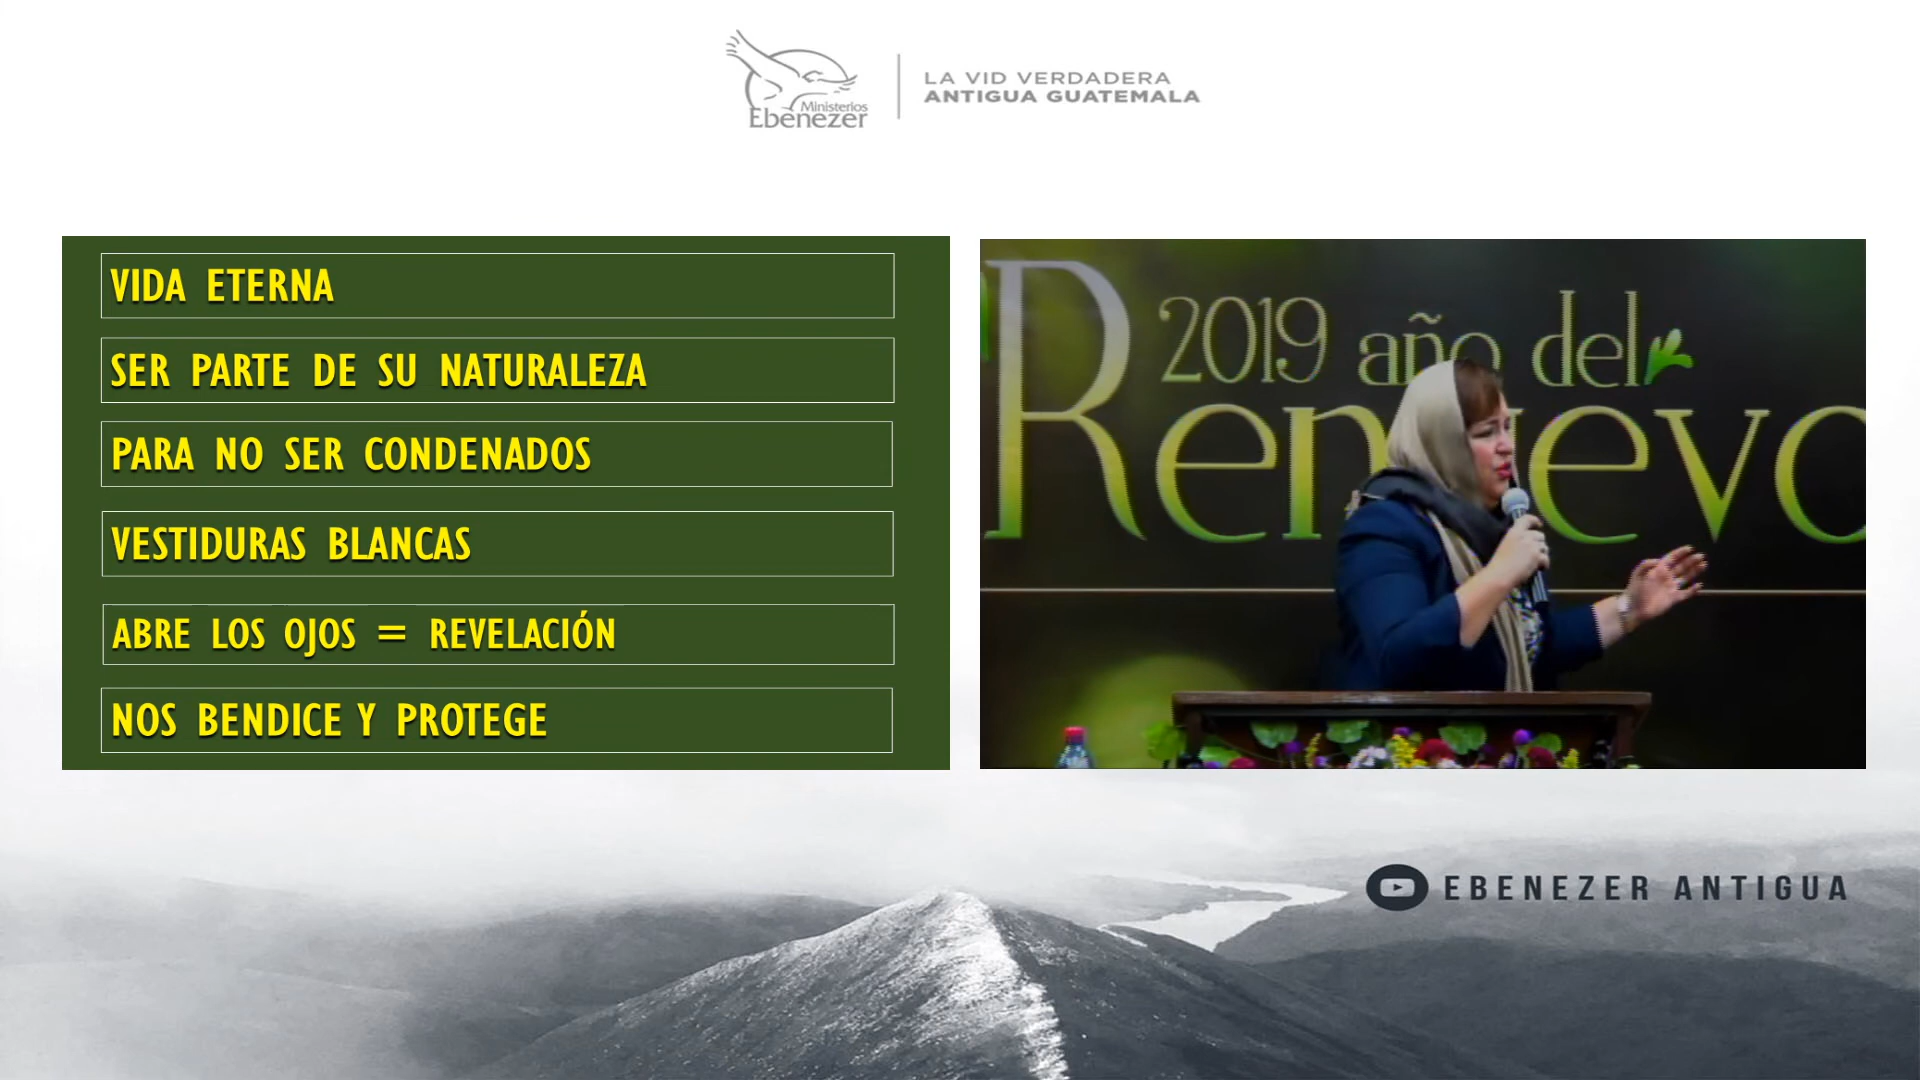 Ministerios
Ebenezer
LA VID VERDADERA
ANTIGUA GUATEMALA
VIDA ETERNA
SER PARTE DE SU NATURALEZA
PARA NO SER CONDENADOS
VESTIDURAS BLANCAS
ABRE LOS OJOS = REVELACIÓN
NOS BENDICE Y PROTEGE
2019 año del
Renuevo
EBENEZER ANTIGUA